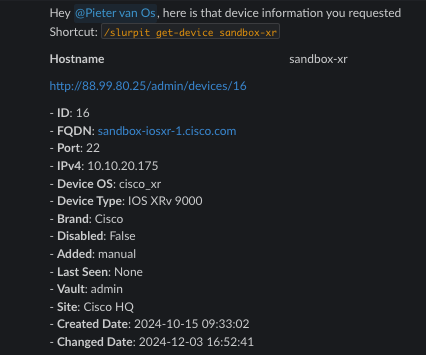 Hey @Pieter van Os, here is that device information you requested
Shortcut: /slurpit get-device sandbox-xr
Hostname sandbox-xr
http://88.99.80.25/admin/devices/16
- ID: 16
- FQDN: sandbox-iosxr-1.cisco.com
- Port: 22
- IPv4: 10.10.20.175
- Device OS: cisco_xr
- Device Type: IOS XRv 9000
- Brand: Cisco
- Disabled: False
- Added: manual
- Last Seen: None
- Vault: admin
- Site: Cisco HQ
- Created Date: 2024-10-15 09:33:02
- Changed Date: 2024-12-03 16:52:41